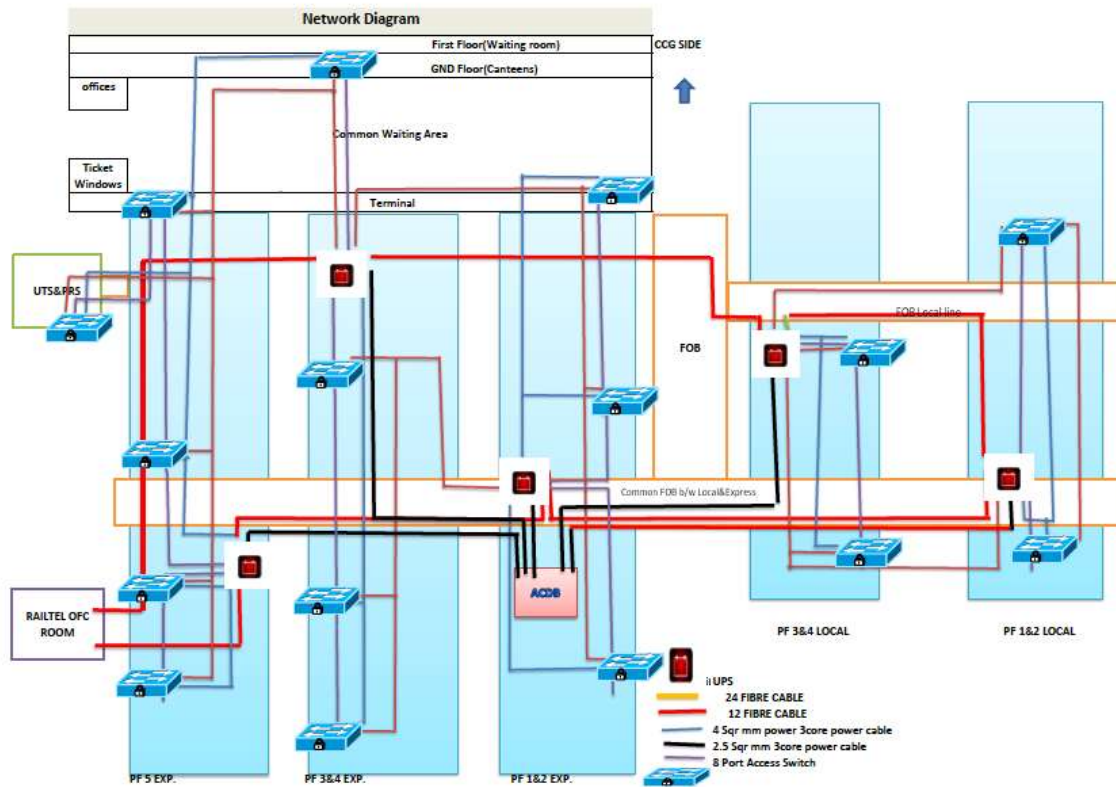 Network Diagram
First Floor(Waiting room)
CCG SIDE
GND Floor(Canteens)
offices
Common Waiting Area
Ticket
Windows
Terminal
UTS&PRS
FOB
FOB Local line
Common FOB b/w Local&Express
ACDB
RAILTEL OFC
ROOM
PF 3&4 LOCAL
PF 1&2 LOCAL
UPS
24 FIBRE CABLE
12 FIBRE CABLE
4 Sqr mm power 3core power cable
2.5 Sqr mm 3core power cable
8 Port Access Switch
PF 5 EXP.
PF 3&4 EXP.
PF 1&2 EXP.